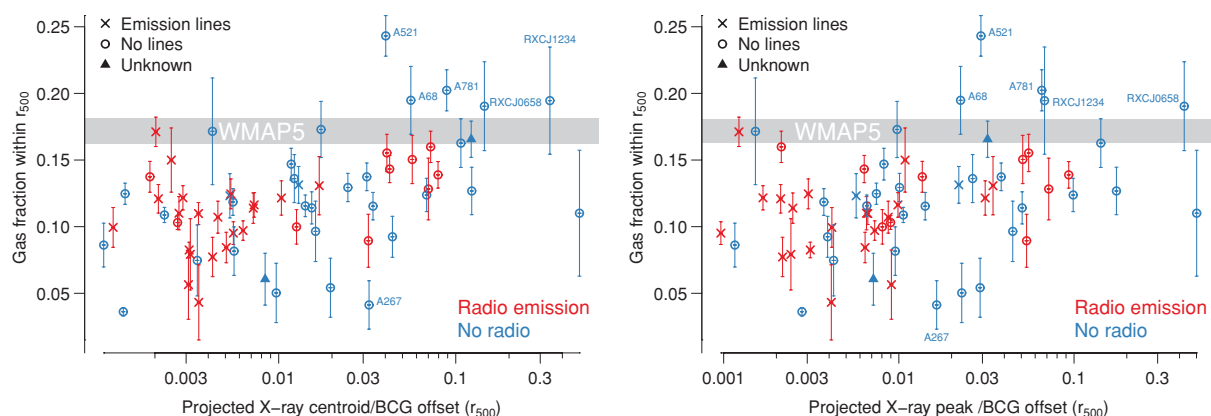 Gas fraction within r500
0.25
0.20
0.15
0.10
0.05
Emission lines
No lines
Unknown
A521
RXCJ1234
A68
A781
RXCJ0658
WMAP5
A267
Radio emission
No radio
0.003
0.01
0.03
0.1
0.3
Projected X−ray centroid/BCG offset (r500)
Gas fraction within r500
0.25
0.20
0.15
0.10
0.05
Emission lines
No lines
Unknown
A521
A781
A68
RXCJ1234
RXCJ0658
WMAP5
A267
Radio emission
No radio
0.001
0.003
0.01
0.03
0.1
0.3
Projected X−ray peak /BCG offset (r500)